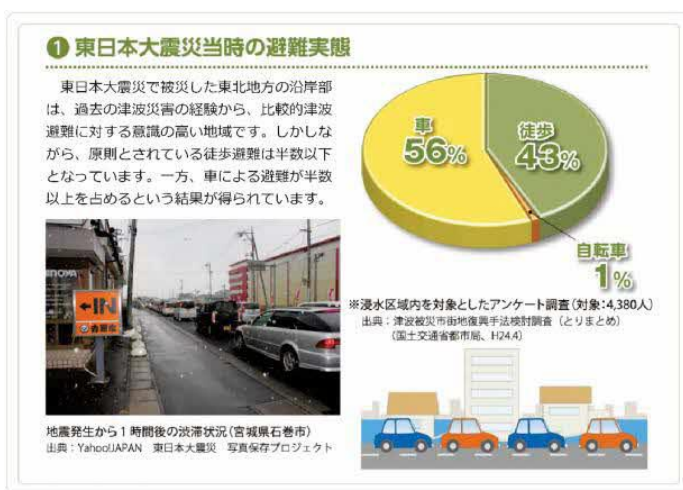 ❶東日本大震災当時の避難実態
東日本大震災で被災した東北地方の沿岸部
は、過去の津波災害の経験から、比較的津波
避難に対する意識の高い地域です。しかしな
がら、原則とされている徒歩避難は半数以下
となっています。一方、車による避難が半数
以上を占めるという結果が得られています。
車
56%
徒歩
43%
自転車
1%
※浸水区域内を対象としたアンケート調査(対象:4,380人)
出典:津波被災市街地復興手法検討調査(とりまとめ)
(国土交通省都市局、H24.4)
←IN
地震発生から1時間後の渋滞状況(宮城県石巻市)
出典:Yahoo!JAPAN 東日本大震災 写真保存プロジェクト